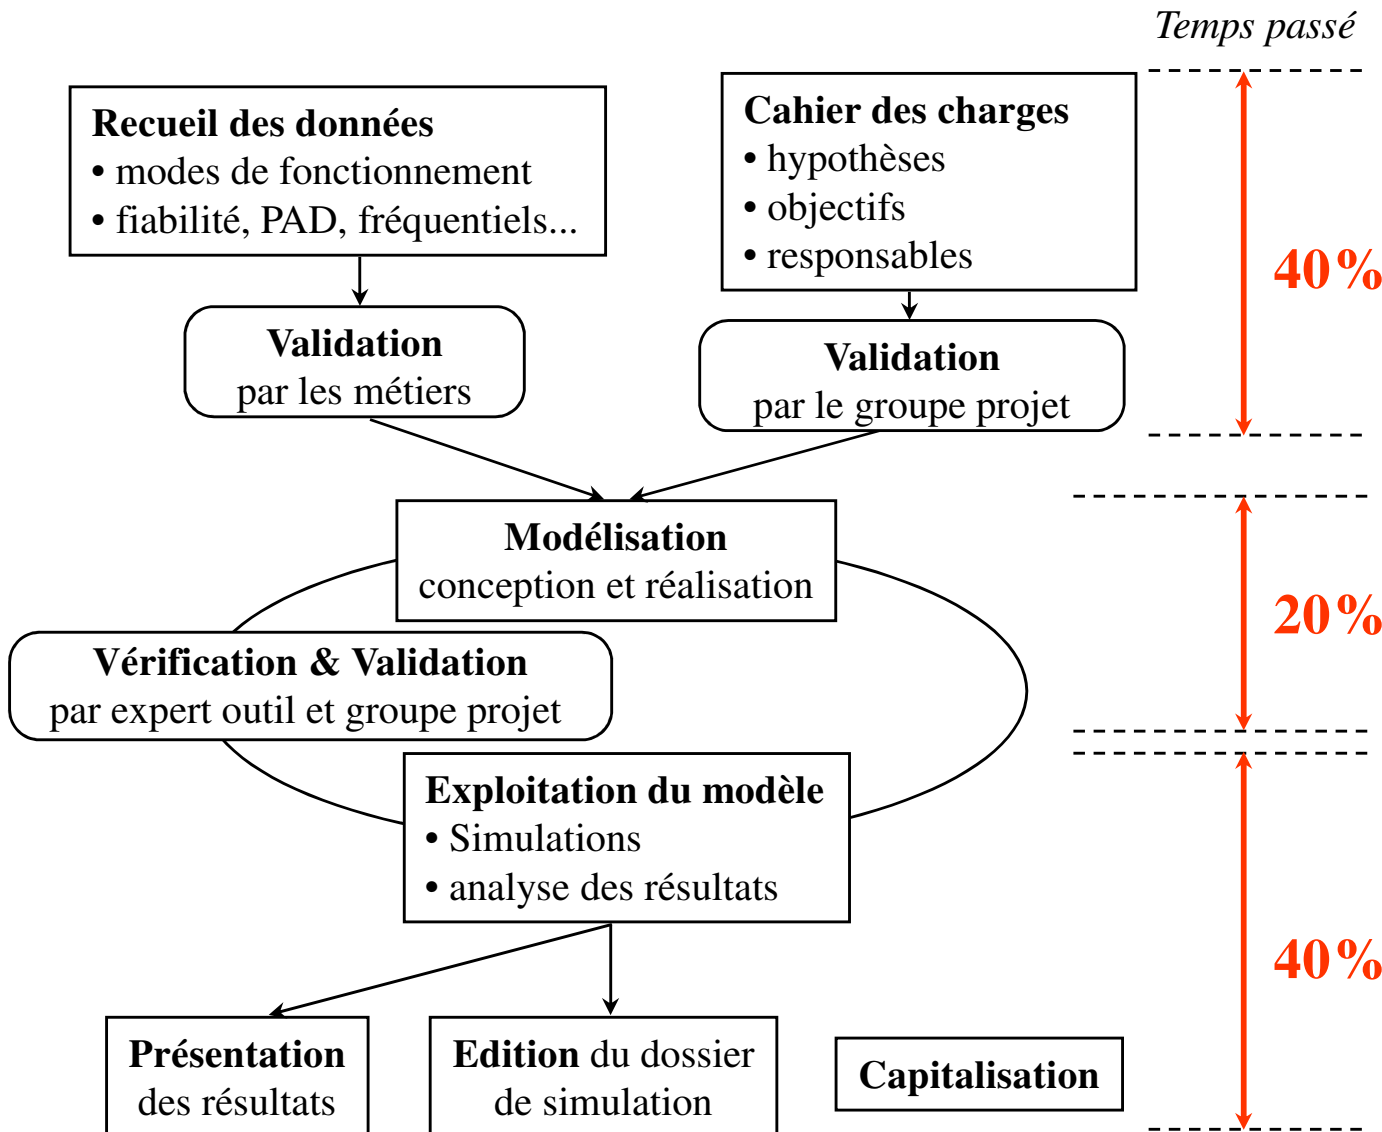 Temps passé
Recueil des données
• modes de fonctionnement
• fiabilité, PAD, fréquentiels...
Cahier des charges
• hypothèses
• objectifs
• responsables
40%
Validation
par les métiers
Validation
par le groupe projet
Modélisation
conception et réalisation
20%
Vérification & Validation
par expert outil et groupe projet
Exploitation du modèle
• Simulations
• analyse des résultats
40%
Présentation
des résultats
Edition du dossier
de simulation
Capitalisation